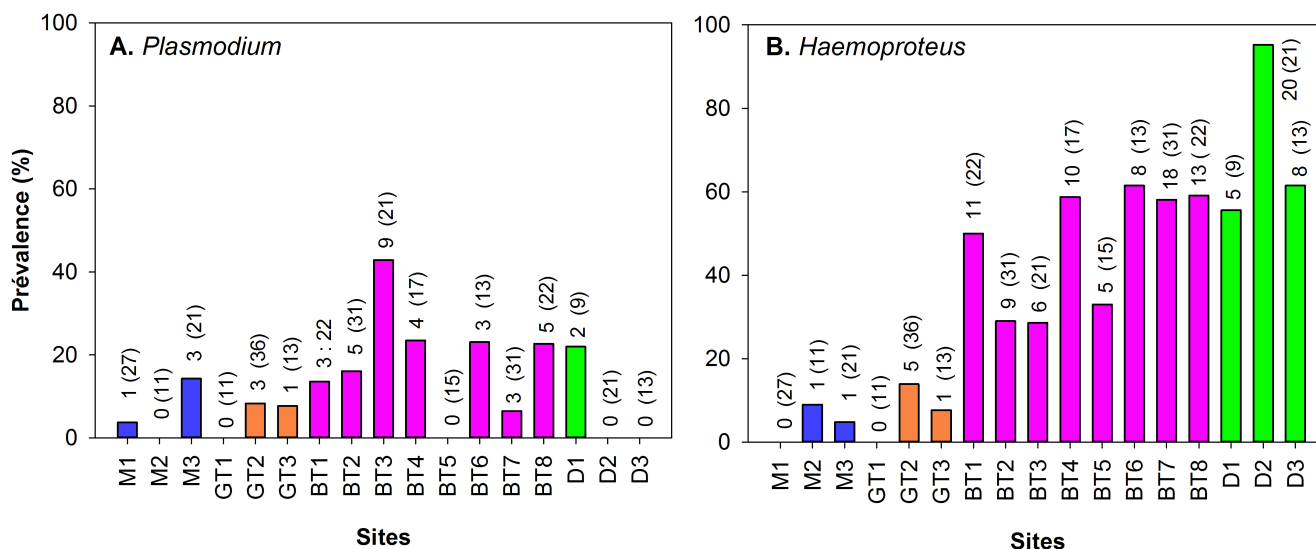 A. Plasmodium
Prévalence (%)
100
80
60
40
20
0
1 (27)
0 (11)
3 (21)
0 (11)
3 (36)
1 (13)
3 : 22
5 (31)
9 (21)
4 (17)
0 (15)
3 (13)
3 (31)
5 (22)
2 (9)
0 (21)
0 (13)
M1
M2
M3
GT1
GT2
GT3
BT1
BT2
BT3
BT4
BT5
BT6
BT7
BT8
D1
D2
D3
Sites
B. Haemoproteus
100
80
60
40
20
0
0 (27)
1 (11)
1 (21)
0 (11)
5 (36)
1 (13)
11 (22)
9 (31)
6 (21)
10 (17)
5 (15)
8 (13)
18 (31)
13 ( 22)
5 (9)
20 (21)
8 (13)
M1
M2
M3
GT1
GT2
GT3
BT1
BT2
BT3
BT4
BT5
BT6
BT7
BT8
D1
D2
D3
Sites